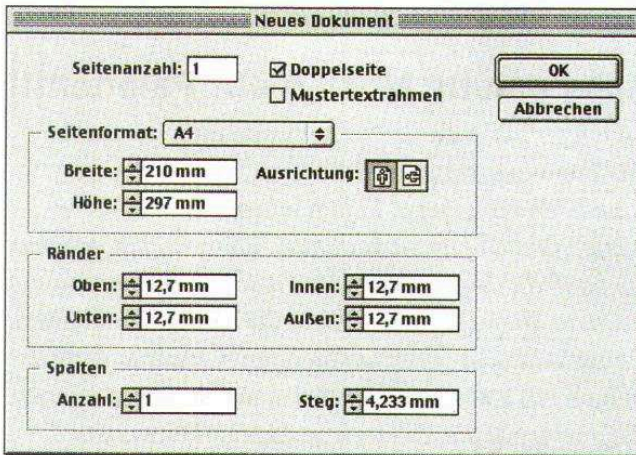 Neues Dokument
Seitenanzahl: 1
Doppelseite
Mustertextrahmen
OK
Abbrechen
Seitenformat: A4
Breite: 210 mm
Höhe: 297 mm
Ausrichtung:
Ränder
Oben: 12,7 mm Innen: 12,7 mm
Unten: 12,7 mm Außen: 12,7 mm
Spalten
Anzahl: 1 Steg: 4,233 mm